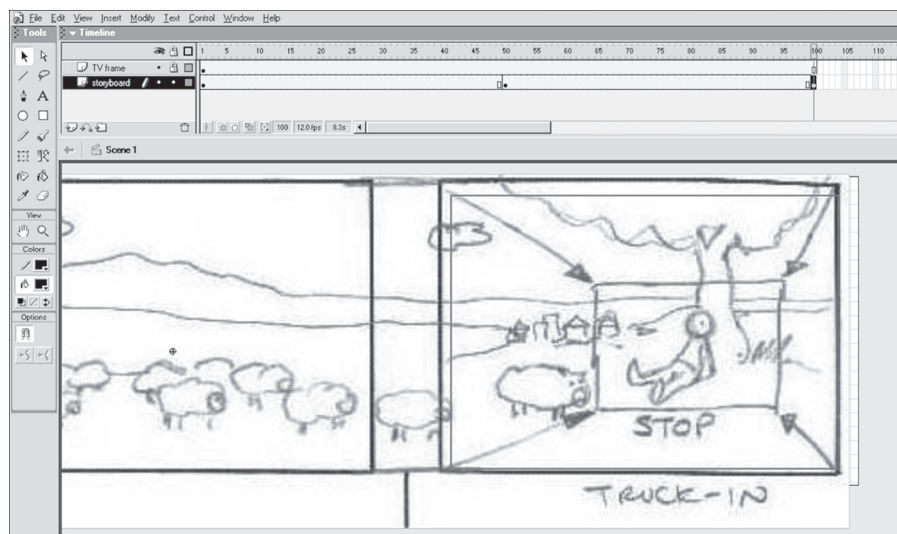 File Edit View Insert Modify Text Control Window Help
Tools
Timeline
1 5 10 15 20 25 30 35 40 45 50 55 60 65 70 75 80 85 90 95 100 105 110
TV frame
storyboard
100 12.0 fps 8.3s
Scene 1
View
Colors
Options
STOP
TRUCK-IN